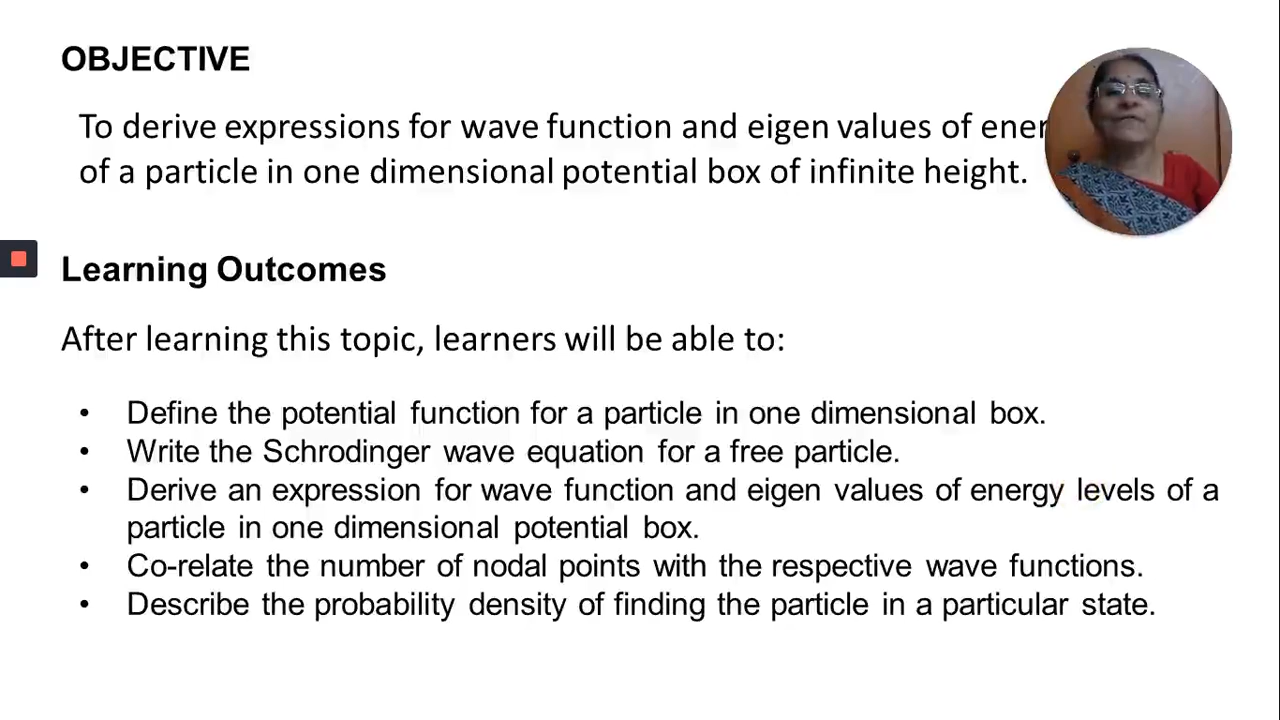 OBJECTIVE
To derive expressions for wave function and eigen values of ener
of a particle in one dimensional potential box of infinite height.
Learning Outcomes
After learning this topic, learners will be able to:
• Define the potential function for a particle in one dimensional box.
• Write the Schrodinger wave equation for a free particle.
• Derive an expression for wave function and eigen values of energy levels of a
particle in one dimensional potential box.
• Co-relate the number of nodal points with the respective wave functions.
• Describe the probability density of finding the particle in a particular state.